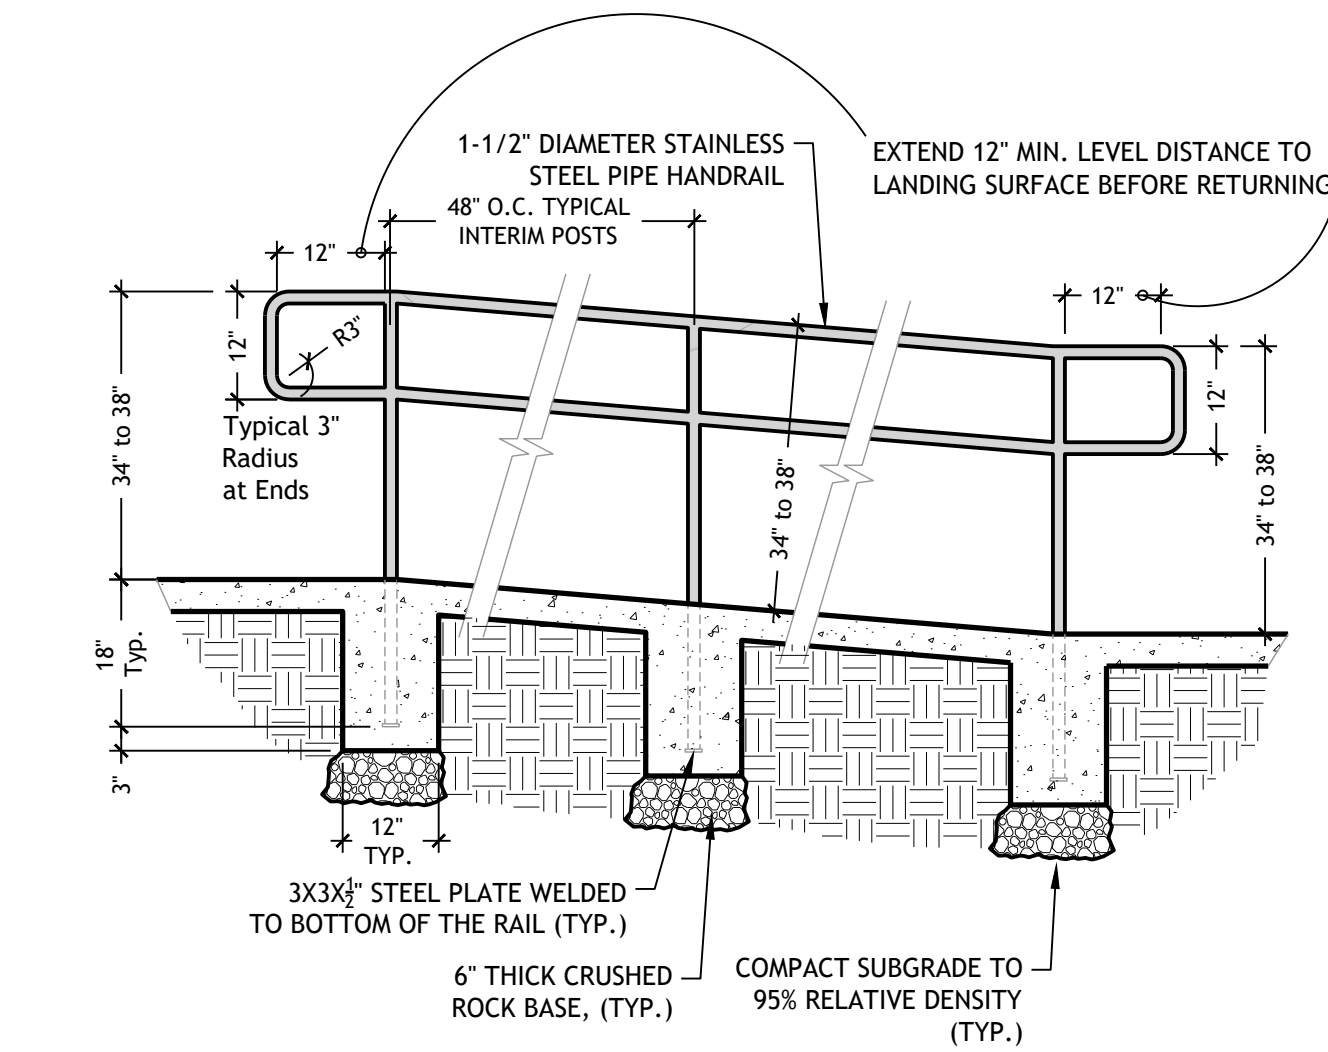 1-1/2" DIAMETER STAINLESS
STEEL PIPE HANDRAIL
EXTEND 12" MIN. LEVEL DISTANCE TO
LANDING SURFACE BEFORE RETURNING
48" O.C. TYPICAL
INTERIM POSTS
12"
12"
12"
R3"
12"
34" to 38"
Typical 3"
Radius
at Ends
34" to 38"
34" to 38"
18"
Typ.
3"
12"
TYP.
3X3X½" STEEL PLATE WELDED
TO BOTTOM OF THE RAIL (TYP.)
6" THICK CRUSHED
ROCK BASE, (TYP.)
COMPACT SUBGRADE TO
95% RELATIVE DENSITY
(TYP.)